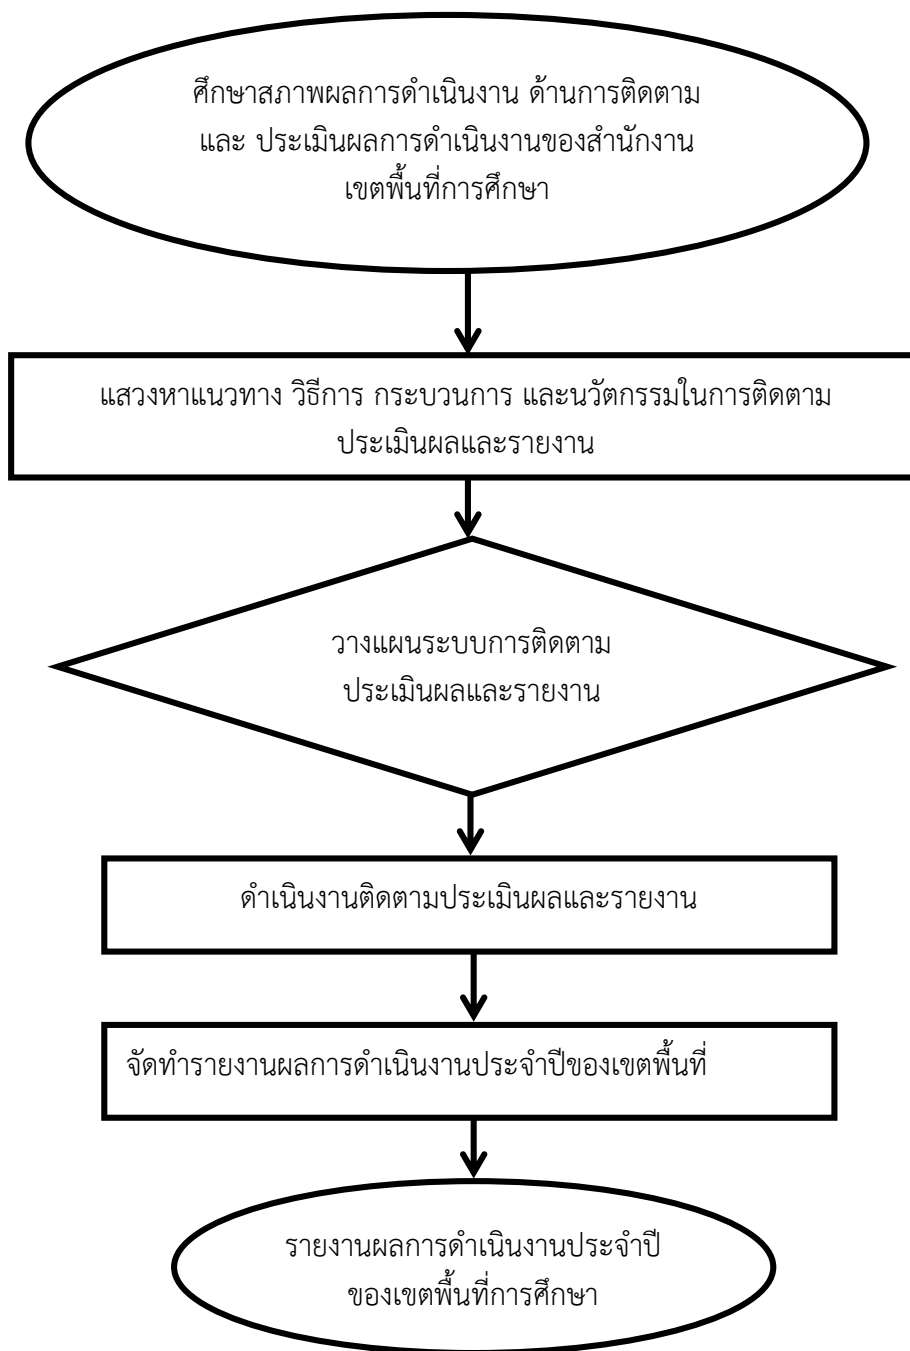 ศึกษาสภาพผลการดำเนินงาน ด้านการติดตาม
และ ประเมินผลการดำเนินงานของสำนักงาน
เขตพื้นที่การศึกษา
แสวงหาแนวทาง วิธีการ กระบวนการ และนวัตกรรมในการติดตาม
ประเมินผลและรายงาน
วางแผนระบบการติดตาม
ประเมินผลและรายงาน
ดำเนินงานติดตามประเมินผลและรายงาน
จัดทำรายงานผลการดำเนินงานประจำปีของเขตพื้นที่
รายงานผลการดำเนินงานประจำปี
ของเขตพื้นที่การศึกษา